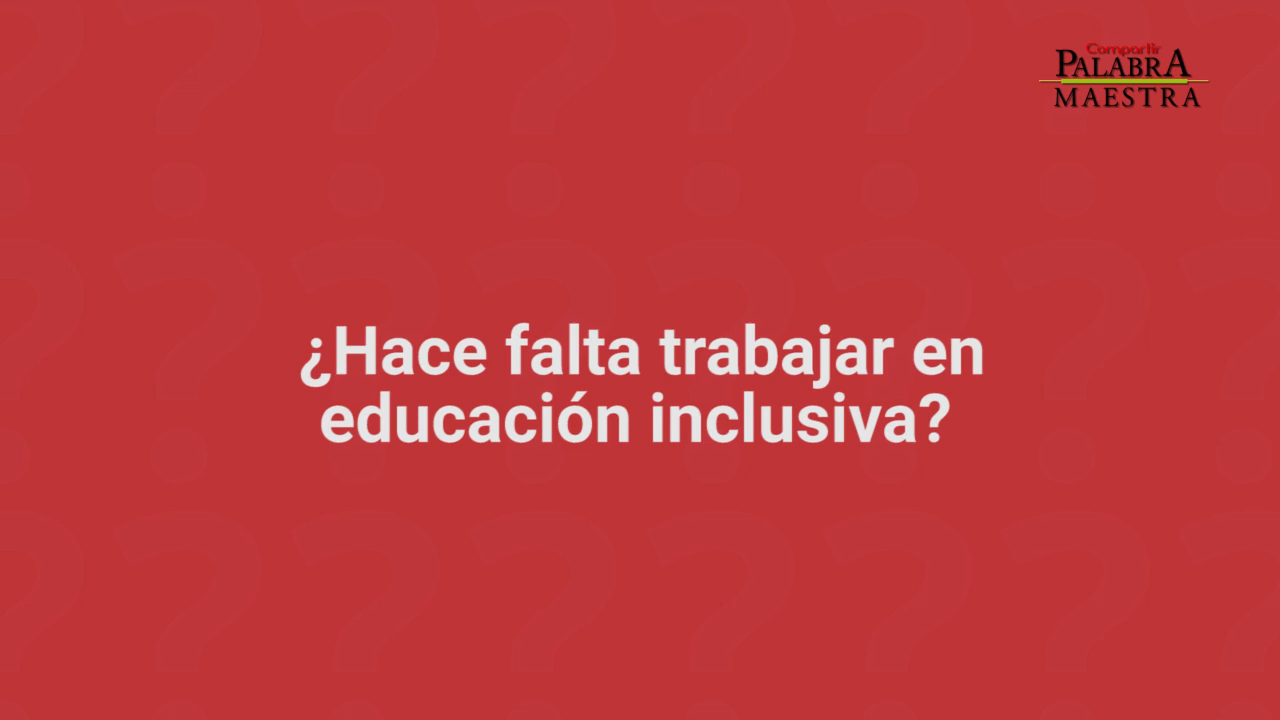 Compartir
PALABRA
MAESTRA
¿Hace falta trabajar en
educación inclusiva?